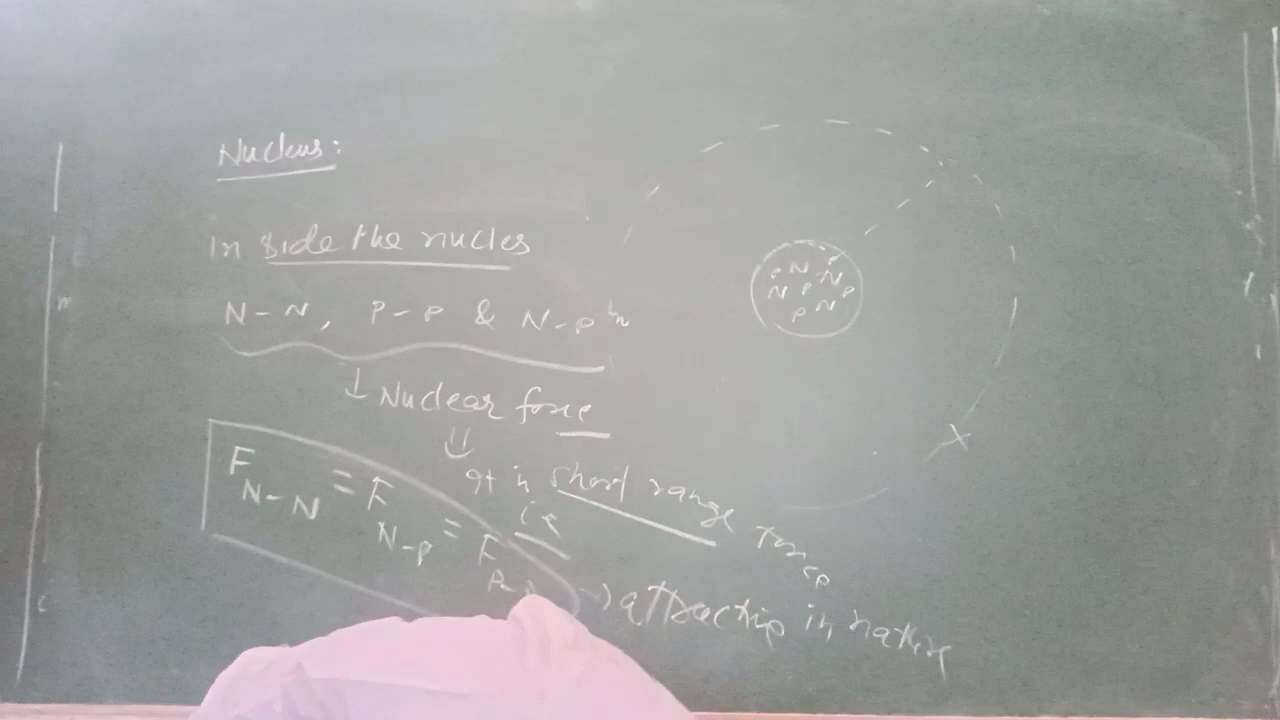 Nucleus:
In side the nucles
N-N, P-P & N-P
↓ Nuclear force
⇓
It is short range force
F N-N = F N-P = F
→ attractive in nature
P N P
N P N P
P N